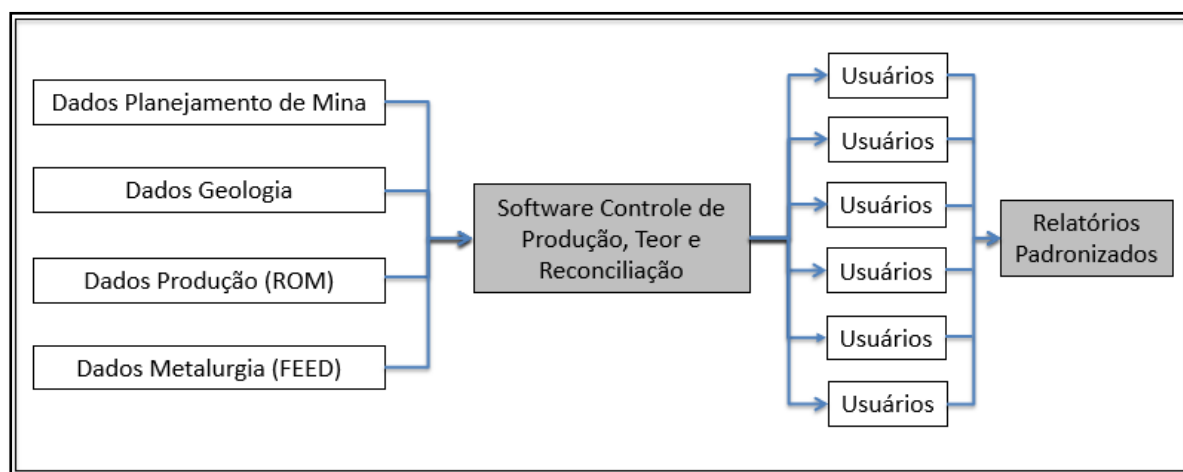 Dados Planejamento de Mina
Dados Geologia
Dados Produção (ROM)
Dados Metalurgia (FEED)
Software Controle de
Produção, Teor e
Reconciliação
Usuários
Usuários
Usuários
Usuários
Usuários
Usuários
Relatórios
Padronizados